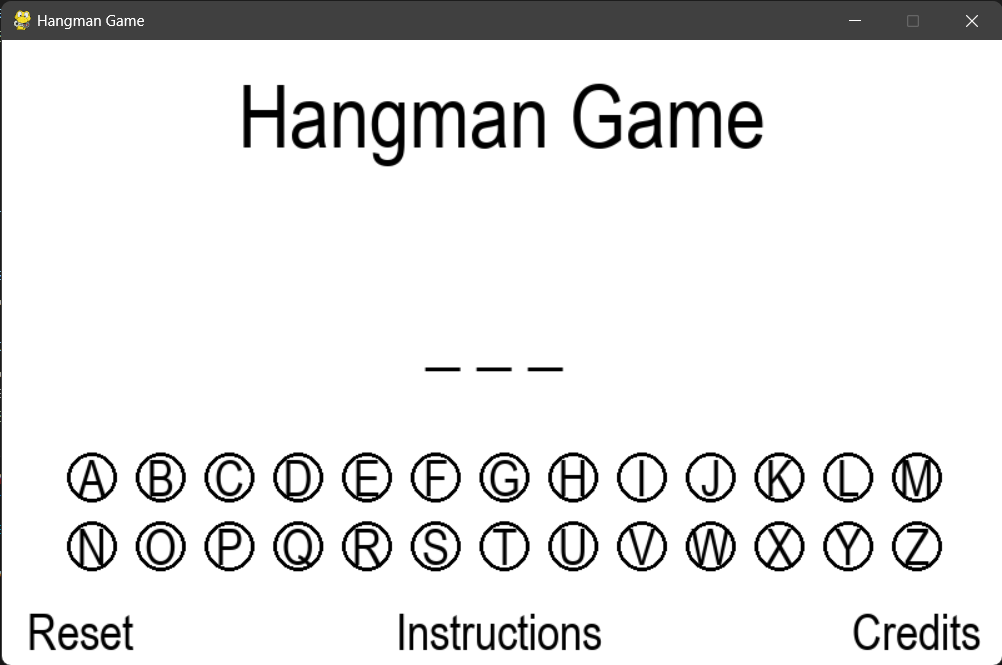 Hangman Game
Hangman Game
_ _ _
A B C D E F G H I J K L M
N O P Q R S T U V W X Y Z
Reset Instructions Credits